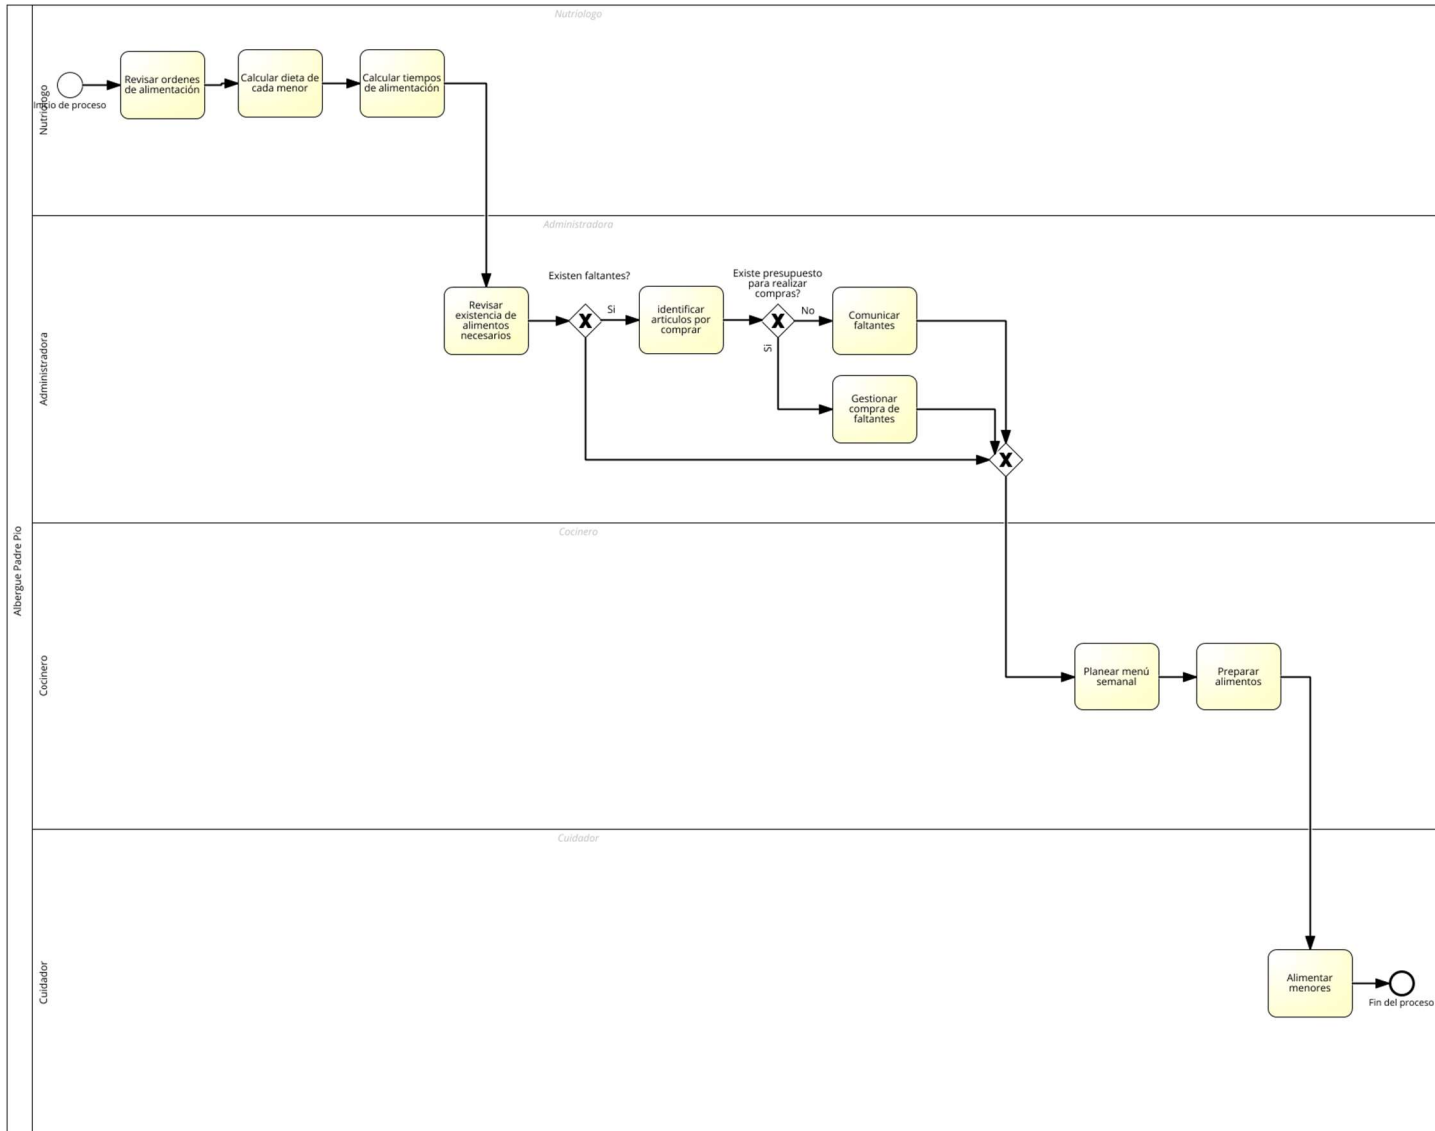 Albergue Padre Pio
Nutriologo
Nutriologo
Inicio de proceso
Revisar ordenes
de alimentación
Calcular dieta de
cada menor
Calcular tiempos
de alimentación
Administradora
Administradora
Revisar
existencia de
alimentos
necesarios
Existen faltantes?
Si
identificar
articulos por
comprar
Existe presupuesto
para realizar
compras?
No
Si
Comunicar
faltantes
Gestionar
compra de
faltantes
Cocinero
Cocinero
Planear menú
semanal
Preparar
alimentos
Cuidador
Cuidador
Alimentar
menores
Fin del proceso